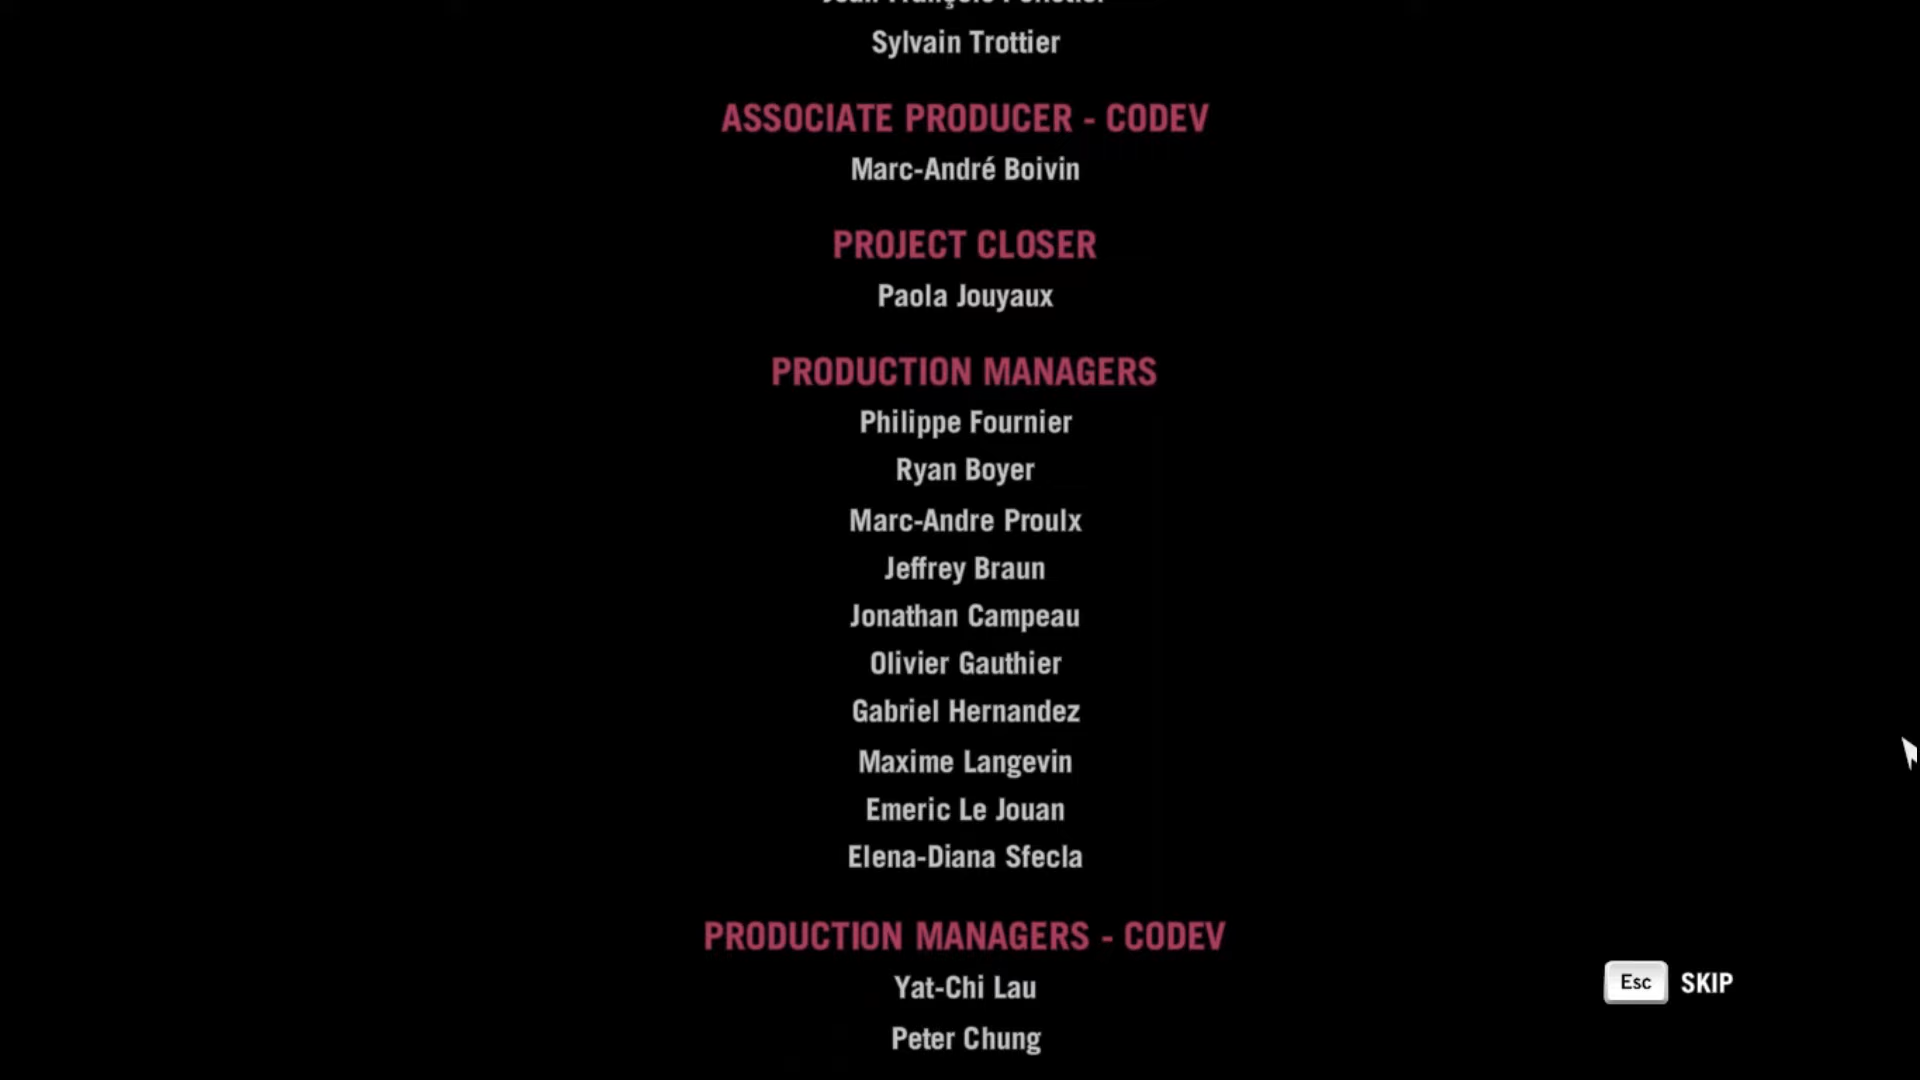 Sylvain Trottier
ASSOCIATE PRODUCER - CODEV
Marc-André Boivin
PROJECT CLOSER
Paola Jouyaux
PRODUCTION MANAGERS
Philippe Fournier
Ryan Boyer
Marc-Andre Proulx
Jeffrey Braun
Jonathan Campeau
Olivier Gauthier
Gabriel Hernandez
Maxime Langevin
Emeric Le Jouan
Elena-Diana Sfecla
PRODUCTION MANAGERS - CODEV
Yat-Chi Lau
Esc SKIP
Peter Chung